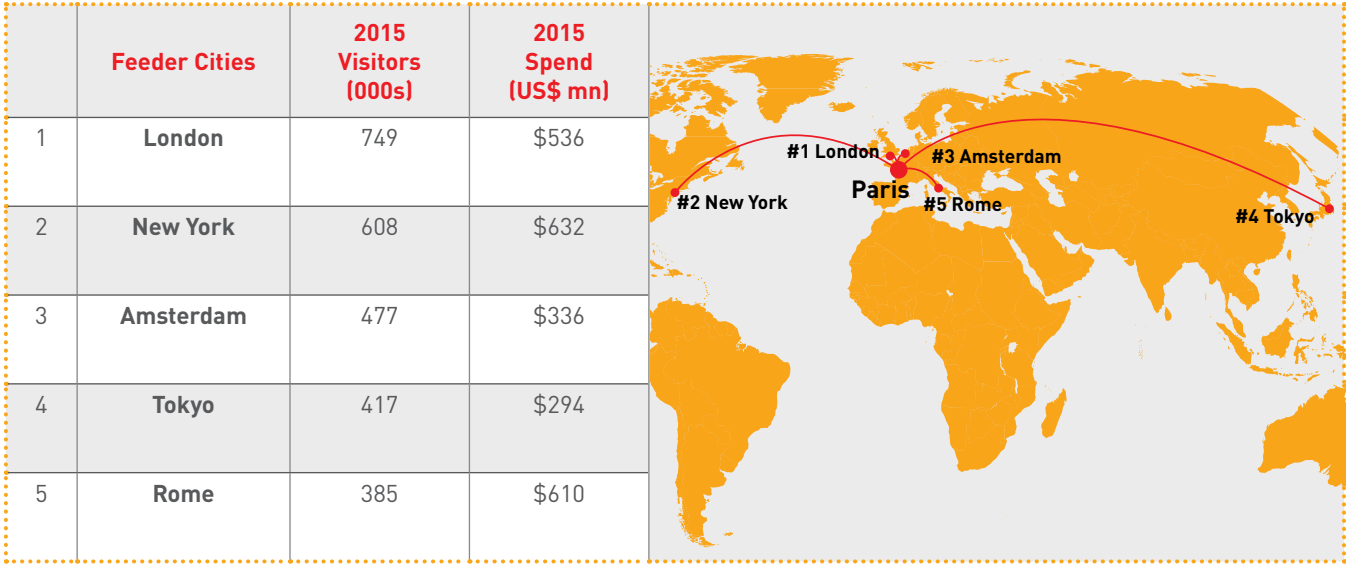 Feeder Cities
2015
Visitors
(000s)
2015
Spend
(US$ mn)
1 London 749 $536
2 New York 608 $632
3 Amsterdam 477 $336
4 Tokyo 417 $294
5 Rome 385 $610
#1 London
#3 Amsterdam
Paris
#2 New York
#5 Rome
#4 Tokyo